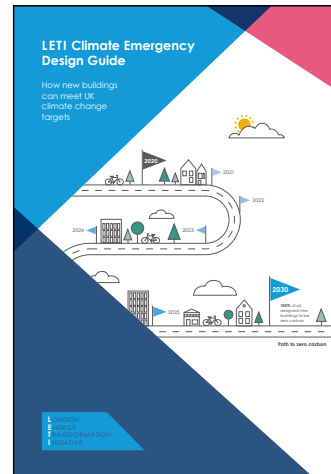 LETI Climate Emergency
Design Guide
How new buildings
can meet UK
climate change
targets
2020
2021
2022
2024
2023
2025
2030
100% of all
designed new
buildings to be
zero carbon
Path to zero carbon
LONDON
ENERGY
TRANSFORMATION
INITIATIVE